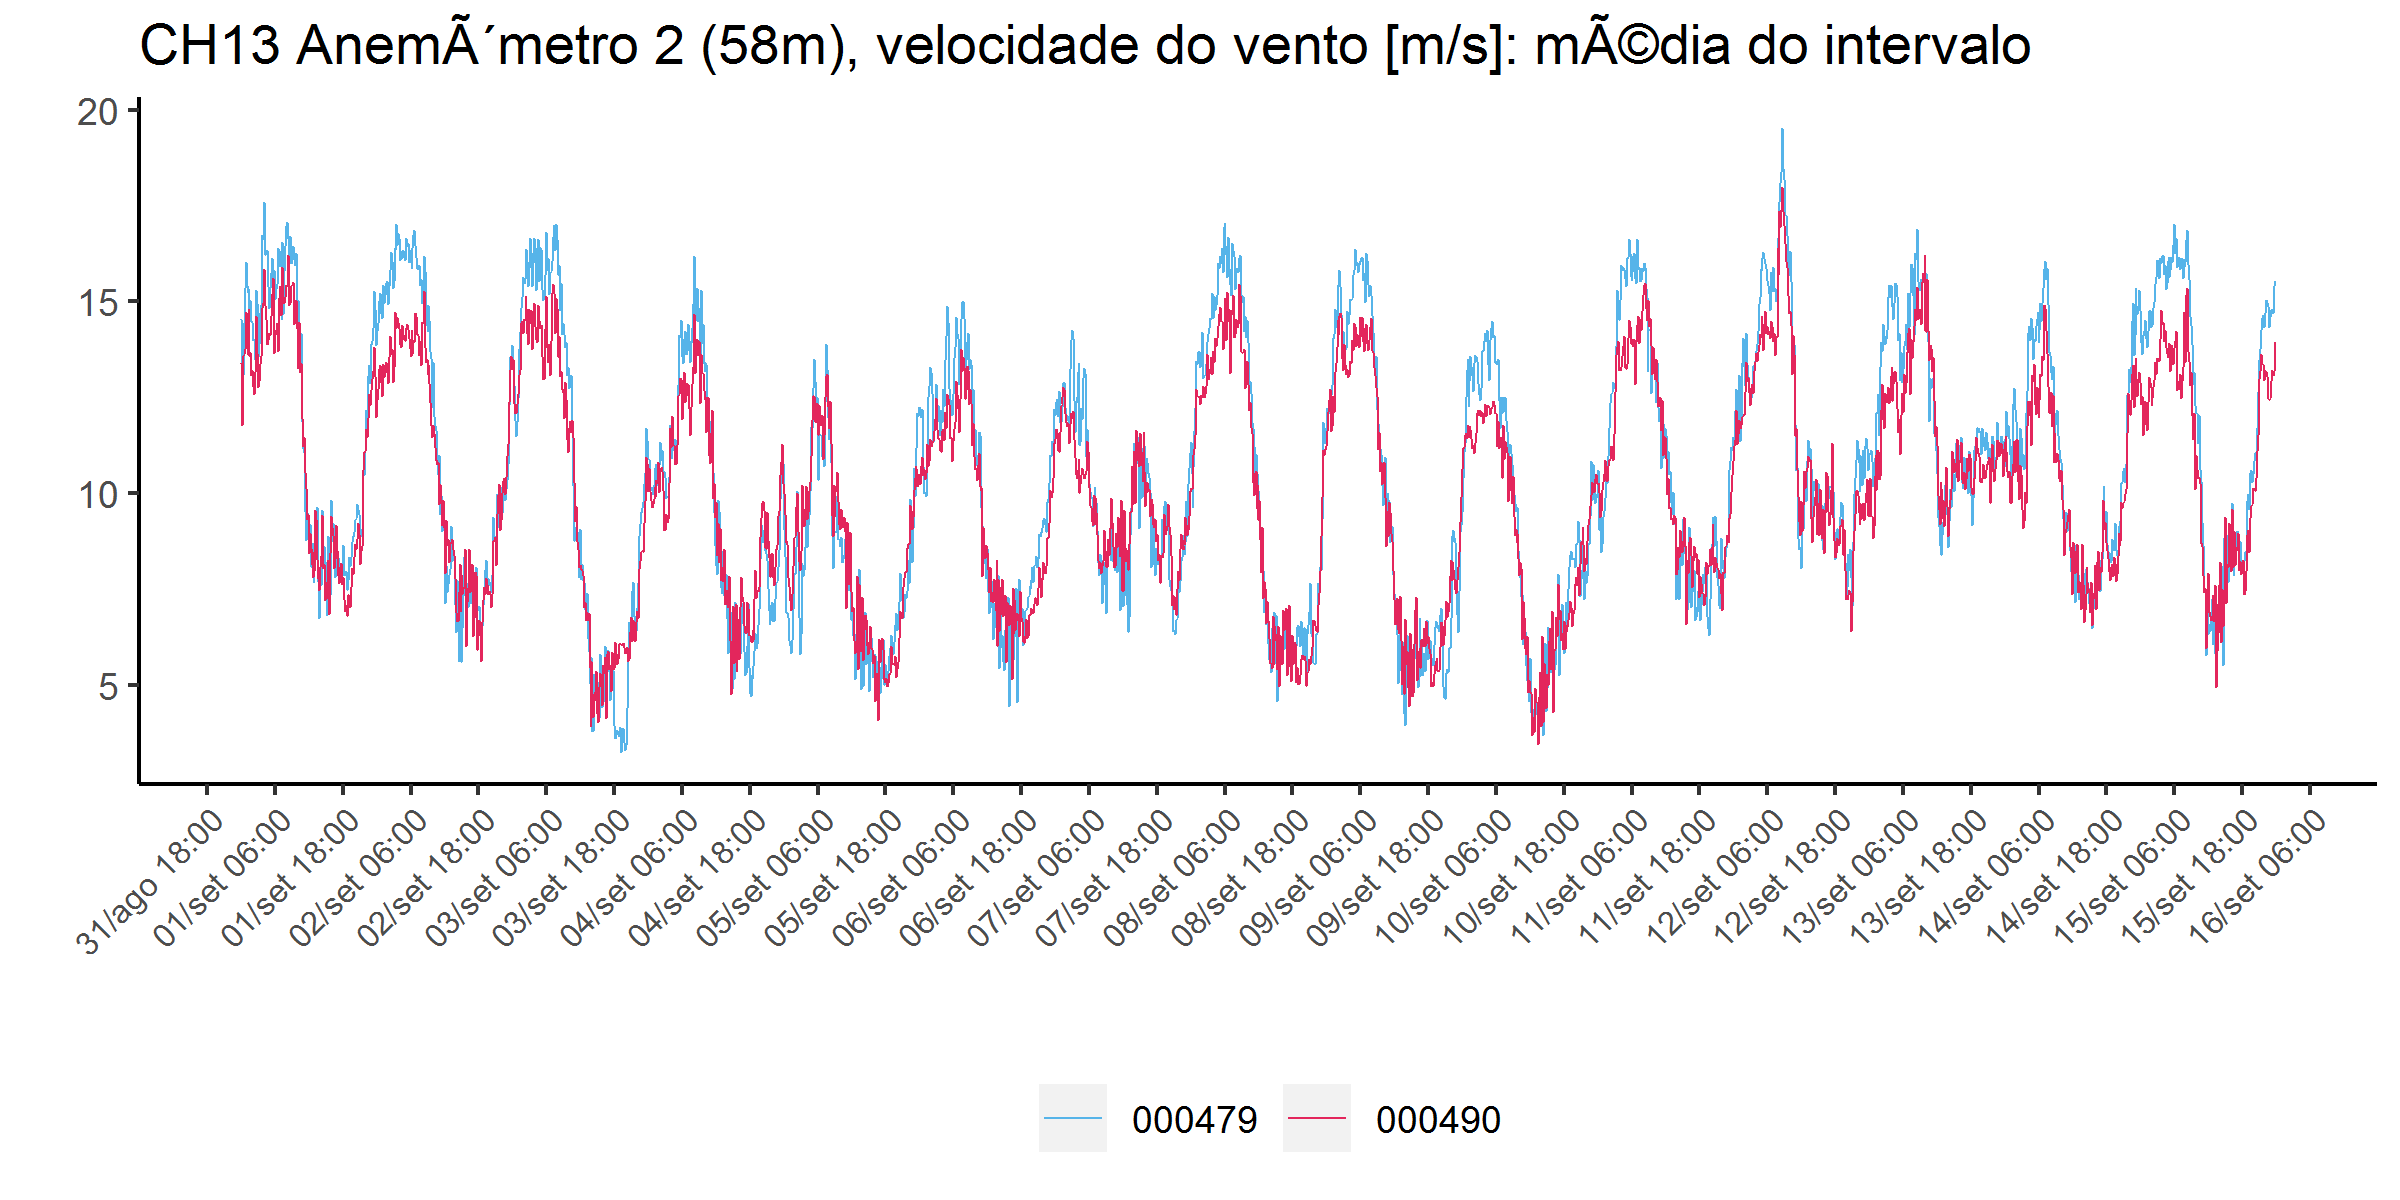 CH13 AnemÃ´metro 2 (58m), velocidade do vento [m/s]: mÃ©dia do intervalo
20
15
10
5
31/ago 18:00
01/set 06:00
01/set 18:00
02/set 06:00
02/set 18:00
03/set 06:00
03/set 18:00
04/set 06:00
04/set 18:00
05/set 06:00
05/set 18:00
06/set 06:00
06/set 18:00
07/set 06:00
07/set 18:00
08/set 06:00
08/set 18:00
09/set 06:00
09/set 18:00
10/set 06:00
10/set 18:00
11/set 06:00
11/set 18:00
12/set 06:00
12/set 18:00
13/set 06:00
13/set 18:00
14/set 06:00
14/set 18:00
15/set 06:00
15/set 18:00
16/set 06:00
000479
000490